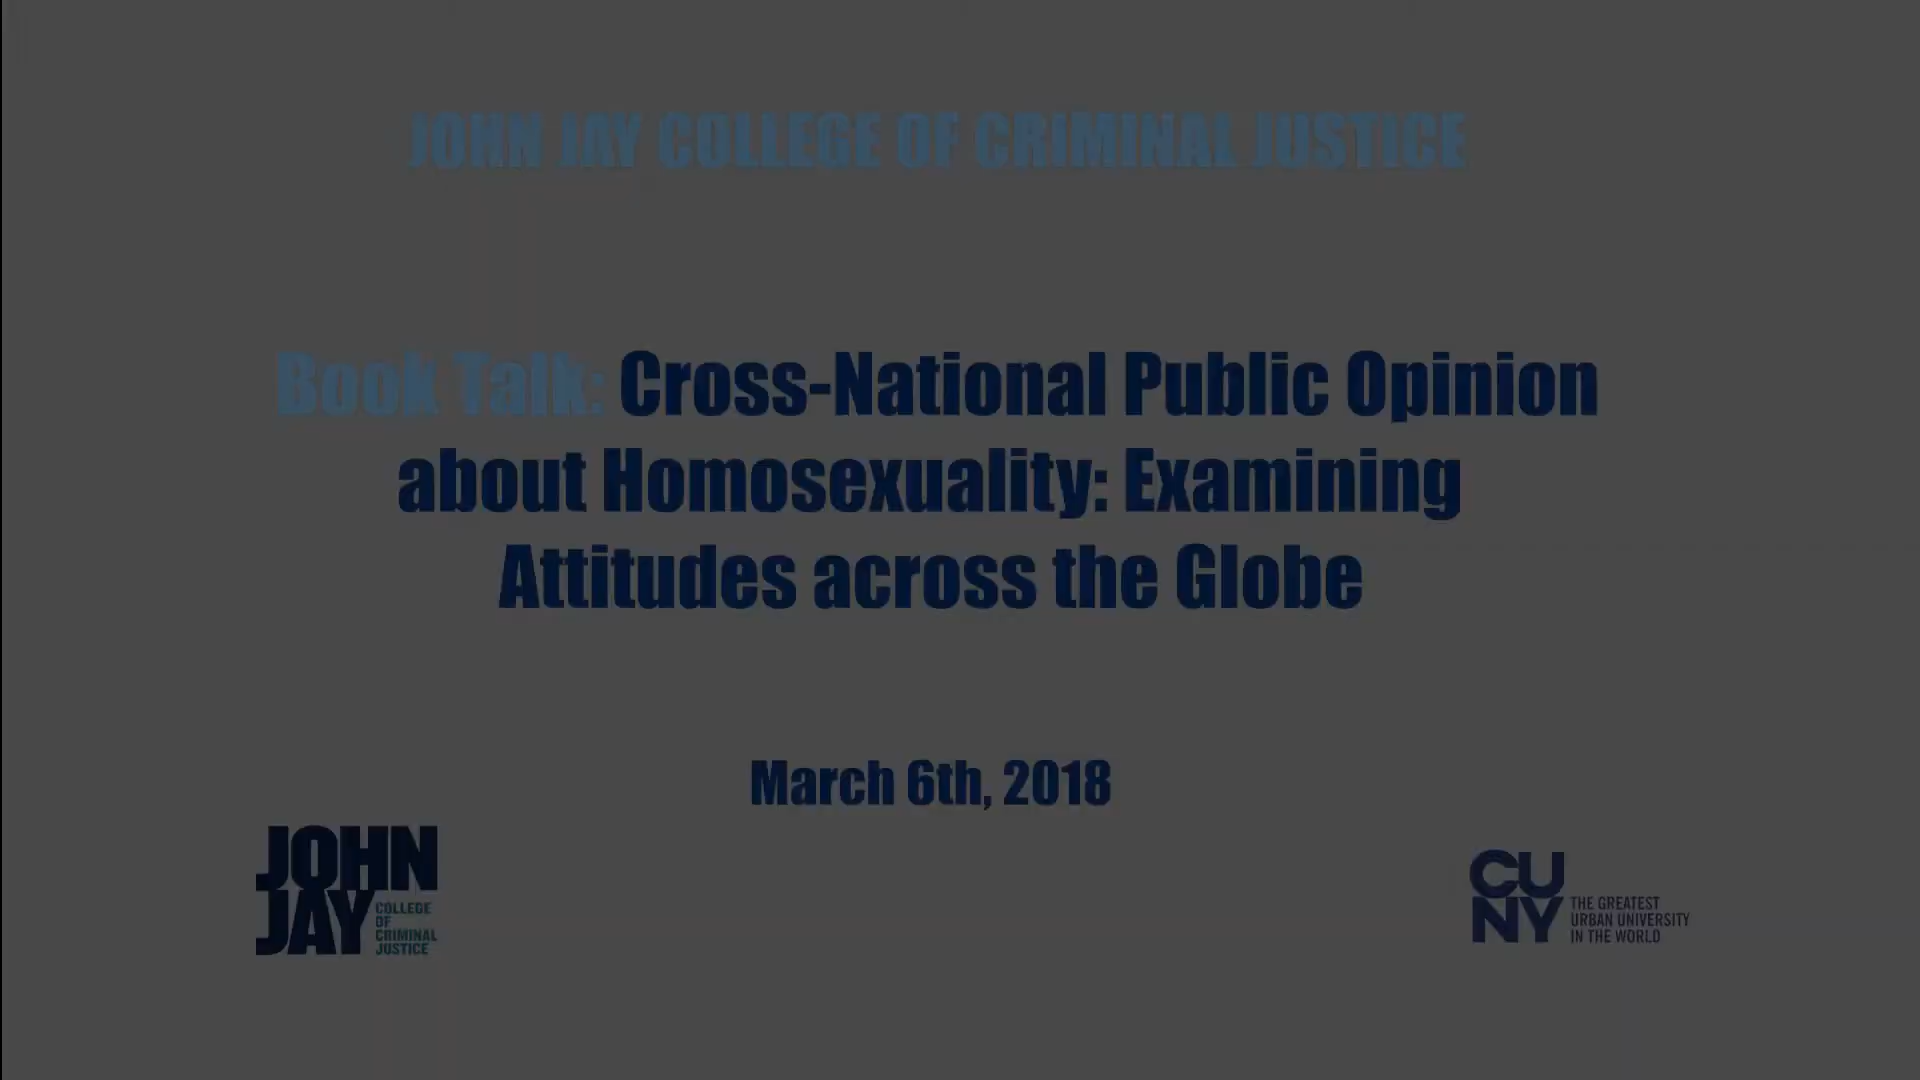 JOHN JAY COLLEGE OF CRIMINAL JUSTICE
Book Talk: Cross-National Public Opinion
about Homosexuality: Examining
Attitudes across the Globe
March 6th, 2018
JOHN
JAY
COLLEGE
OF
CRIMINAL
JUSTICE
CU
NY
THE GREATEST
URBAN UNIVERSITY
IN THE WORLD